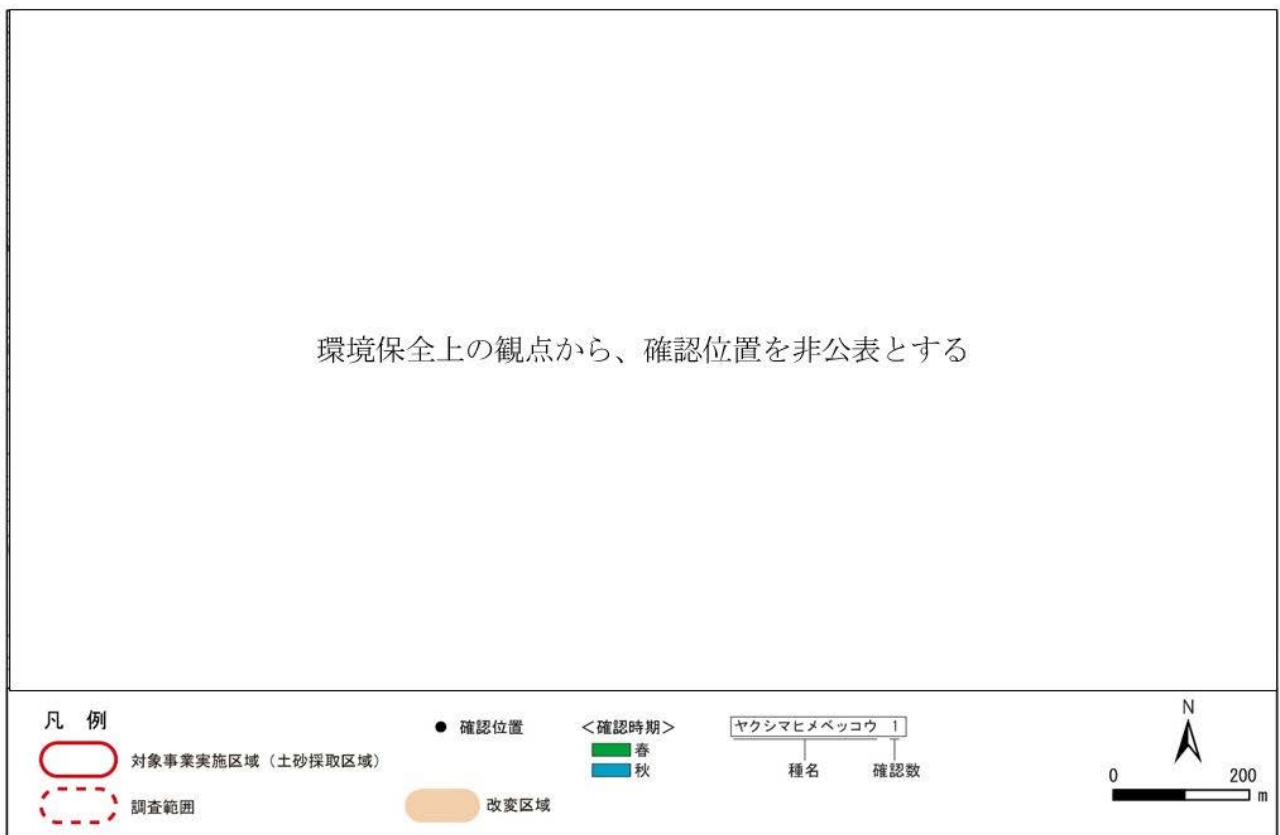 環境保全上の観点から、確認位置を非公表とする
凡 例
対象事業実施区域（土砂採取区域）
調査範囲
● 確認位置
改変区域
＜確認時期＞
春
秋
ヤクシマヒメベッコウ 1
種名 確認数
N
0 200
m